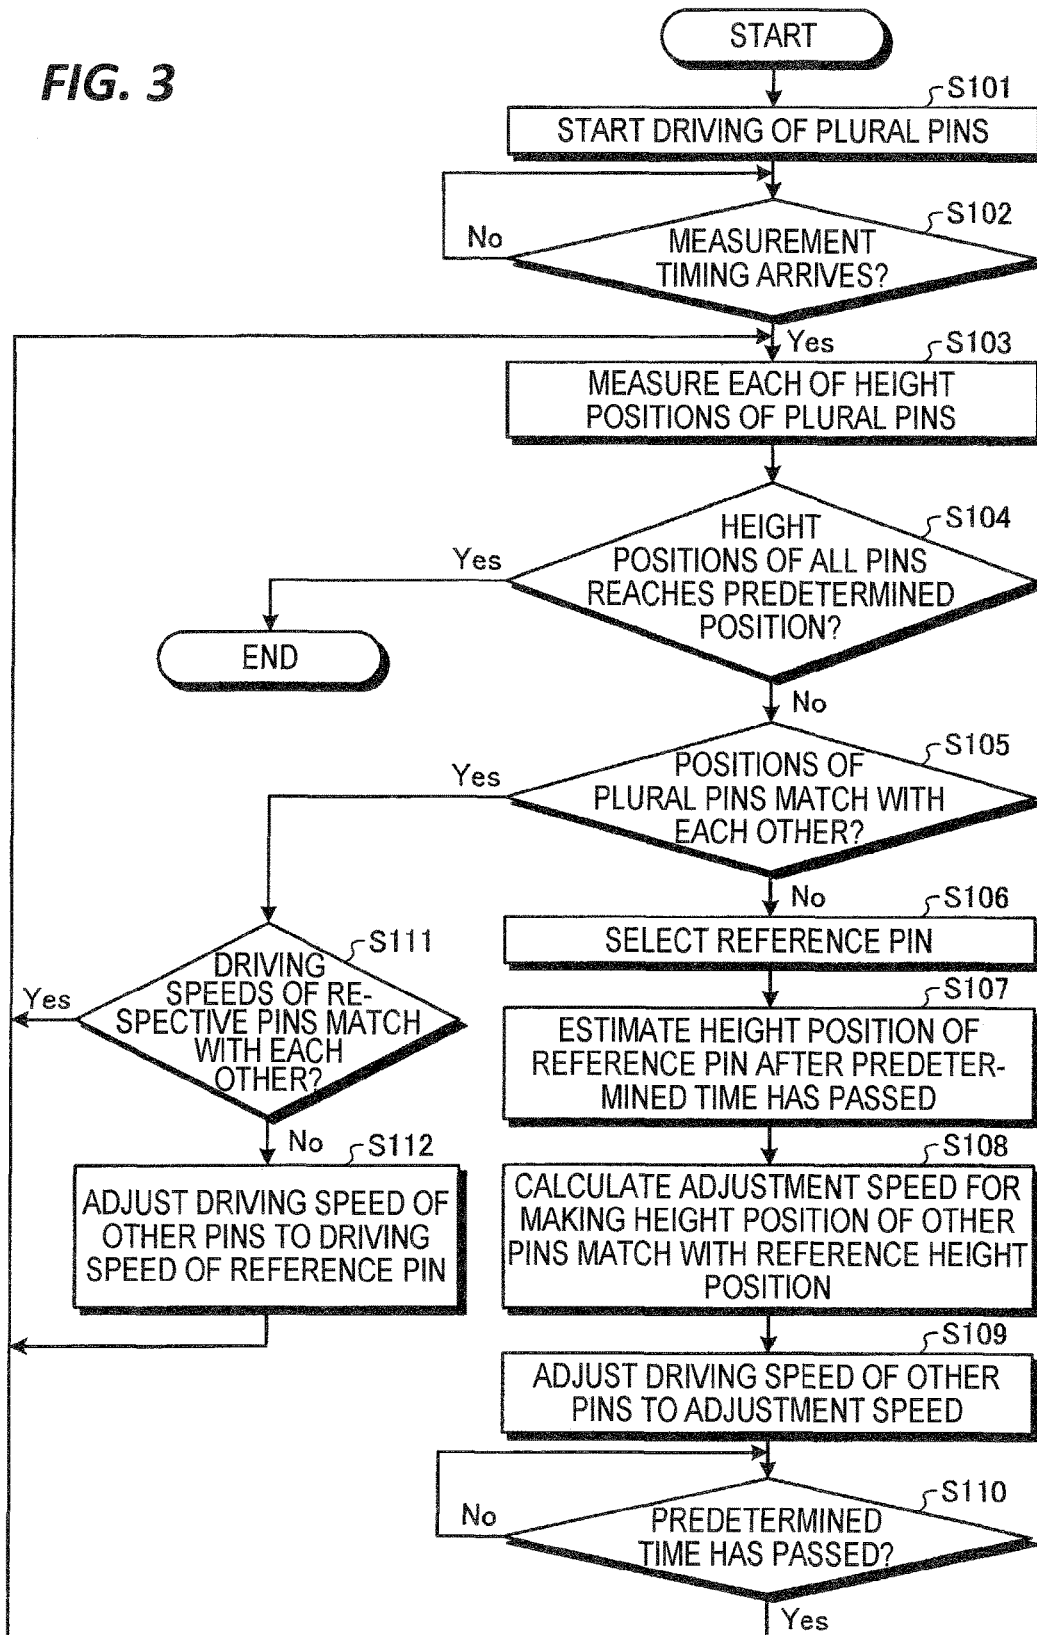 FIG. 3
START
S101
START DRIVING OF PLURAL PINS
S102
No
MEASUREMENT
TIMING ARRIVES?
Yes
S103
MEASURE EACH OF HEIGHT
POSITIONS OF PLURAL PINS
S104
HEIGHT
POSITIONS OF ALL PINS
REACHES PREDETERMINED
POSITION?
Yes
END
No
S105
POSITIONS OF
PLURAL PINS MATCH WITH
EACH OTHER?
Yes
No
S106
SELECT REFERENCE PIN
S107
ESTIMATE HEIGHT POSITION OF
REFERENCE PIN AFTER PREDETER-
MINED TIME HAS PASSED
S108
CALCULATE ADJUSTMENT SPEED FOR
MAKING HEIGHT POSITION OF OTHER
PINS MATCH WITH REFERENCE HEIGHT
POSITION
S109
ADJUST DRIVING SPEED OF OTHER
PINS TO ADJUSTMENT SPEED
S110
No
PREDETERMINED
TIME HAS PASSED?
Yes
S111
DRIVING
SPEEDS OF RE-
SPECTIVE PINS MATCH
WITH EACH
OTHER?
Yes
No
S112
ADJUST DRIVING SPEED OF
OTHER PINS TO DRIVING
SPEED OF REFERENCE PIN